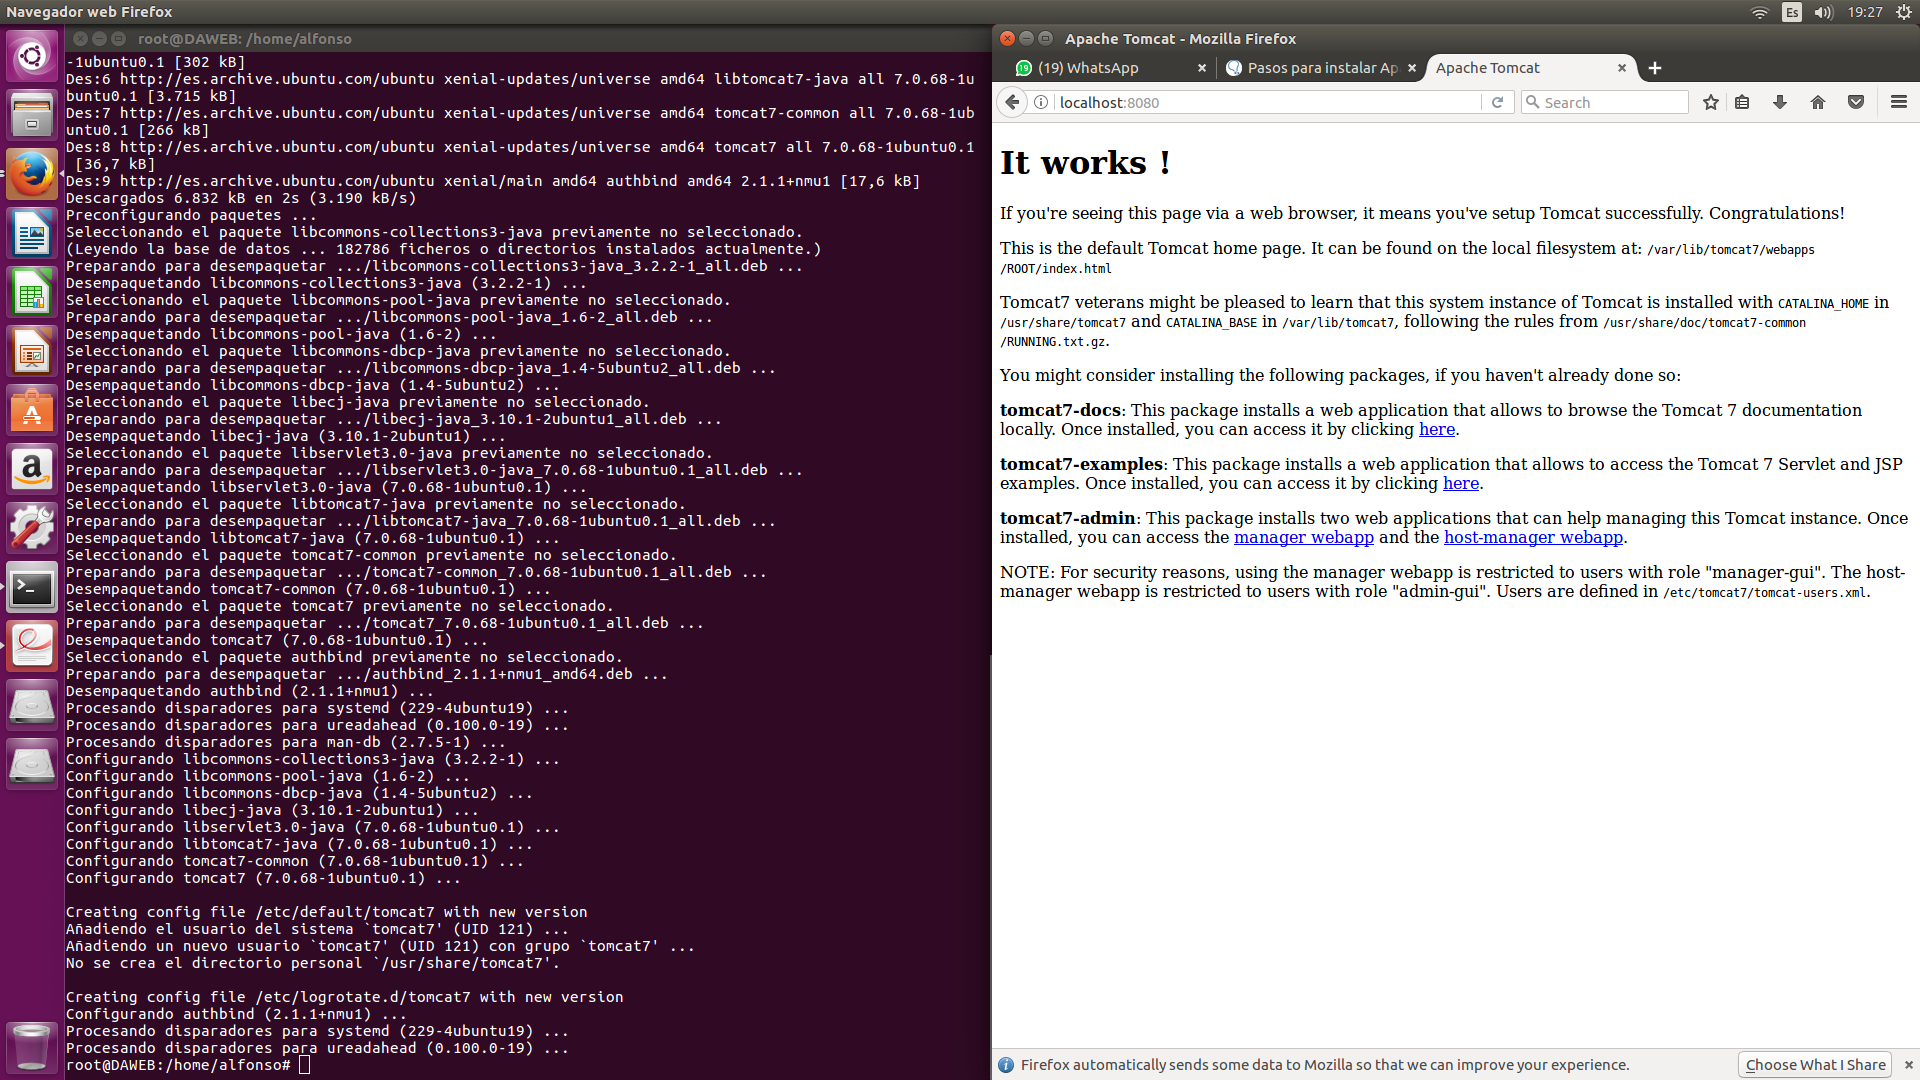 Navegador web Firefox
Es
19:27
root@DAWEB: /home/alfonso
-1ubuntu0.1 [302 kB]
Des:6 http://es.archive.ubuntu.com/ubuntu xenial-updates/universe amd64 libtomcat7-java all 7.0.68-1u
buntu0.1 [3.715 kB]
Des:7 http://es.archive.ubuntu.com/ubuntu xenial-updates/universe amd64 tomcat7-common all 7.0.68-1ub
untu0.1 [266 kB]
Des:8 http://es.archive.ubuntu.com/ubuntu xenial-updates/universe amd64 tomcat7 all 7.0.68-1ubuntu0.1
 [36,7 kB]
Des:9 http://es.archive.ubuntu.com/ubuntu xenial/main amd64 authbind amd64 2.1.1+nmu1 [17,6 kB]
Descargados 6.832 kB en 2s (3.190 kB/s)
Preconfigurando paquetes ...
Seleccionando el paquete libcommons-collections3-java previamente no seleccionado.
(Leyendo la base de datos ... 182786 ficheros o directorios instalados actualmente.)
Preparando para desempaquetar .../libcommons-collections3-java_3.2.2-1_all.deb ...
Desempaquetando libcommons-collections3-java (3.2.2-1) ...
Seleccionando el paquete libcommons-pool-java previamente no seleccionado.
Preparando para desempaquetar .../libcommons-pool-java_1.6-2_all.deb ...
Desempaquetando libcommons-pool-java (1.6-2) ...
Seleccionando el paquete libcommons-dbcp-java previamente no seleccionado.
Preparando para desempaquetar .../libcommons-dbcp-java_1.4-5ubuntu2_all.deb ...
Desempaquetando libcommons-dbcp-java (1.4-5ubuntu2) ...
Seleccionando el paquete libecj-java previamente no seleccionado.
Preparando para desempaquetar .../libecj-java_3.10.1-2ubuntu1_all.deb ...
Desempaquetando libecj-java (3.10.1-2ubuntu1) ...
Seleccionando el paquete libservlet3.0-java previamente no seleccionado.
Preparando para desempaquetar .../libservlet3.0-java_7.0.68-1ubuntu0.1_all.deb ...
Desempaquetando libservlet3.0-java (7.0.68-1ubuntu0.1) ...
Seleccionando el paquete libtomcat7-java previamente no seleccionado.
Preparando para desempaquetar .../libtomcat7-java_7.0.68-1ubuntu0.1_all.deb ...
Desempaquetando libtomcat7-java (7.0.68-1ubuntu0.1) ...
Seleccionando el paquete tomcat7-common previamente no seleccionado.
Preparando para desempaquetar .../tomcat7-common_7.0.68-1ubuntu0.1_all.deb ...
Desempaquetando tomcat7-common (7.0.68-1ubuntu0.1) ...
Seleccionando el paquete tomcat7 previamente no seleccionado.
Preparando para desempaquetar .../tomcat7_7.0.68-1ubuntu0.1_all.deb ...
Desempaquetando tomcat7 (7.0.68-1ubuntu0.1) ...
Seleccionando el paquete authbind previamente no seleccionado.
Preparando para desempaquetar .../authbind_2.1.1+nmu1_amd64.deb ...
Desempaquetando authbind (2.1.1+nmu1) ...
Procesando disparadores para systemd (229-4ubuntu19) ...
Procesando disparadores para ureadahead (0.100.0-19) ...
Procesando disparadores para man-db (2.7.5-1) ...
Configurando libcommons-collections3-java (3.2.2-1) ...
Configurando libcommons-pool-java (1.6-2) ...
Configurando libcommons-dbcp-java (1.4-5ubuntu2) ...
Configurando libecj-java (3.10.1-2ubuntu1) ...
Configurando libservlet3.0-java (7.0.68-1ubuntu0.1) ...
Configurando libtomcat7-java (7.0.68-1ubuntu0.1) ...
Configurando tomcat7-common (7.0.68-1ubuntu0.1) ...
Configurando tomcat7 (7.0.68-1ubuntu0.1) ...
Creating config file /etc/default/tomcat7 with new version
Añadiendo el usuario del sistema `tomcat7' (UID 121) ...
Añadiendo un nuevo usuario `tomcat7' (UID 121) con grupo `tomcat7' ...
No se crea el directorio personal `/usr/share/tomcat7'.
Creating config file /etc/logrotate.d/tomcat7 with new version
Configurando authbind (2.1.1+nmu1) ...
Procesando disparadores para systemd (229-4ubuntu19) ...
Procesando disparadores para ureadahead (0.100.0-19) ...
root@DAWEB:/home/alfonso#
Apache Tomcat - Mozilla Firefox
19 (19) WhatsApp
Pasos para instalar Ap
Apache Tomcat
localhost:8080
Search
It works !
If you're seeing this page via a web browser, it means you've setup Tomcat successfully. Congratulations!
This is the default Tomcat home page. It can be found on the local filesystem at: /var/lib/tomcat7/webapps
/ROOT/index.html
Tomcat7 veterans might be pleased to learn that this system instance of Tomcat is installed with CATALINA_HOME in
/usr/share/tomcat7 and CATALINA_BASE in /var/lib/tomcat7, following the rules from /usr/share/doc/tomcat7-common
/RUNNING.txt.gz.
You might consider installing the following packages, if you haven't already done so:
tomcat7-docs: This package installs a web application that allows to browse the Tomcat 7 documentation
locally. Once installed, you can access it by clicking here.
tomcat7-examples: This package installs a web application that allows to access the Tomcat 7 Servlet and JSP
examples. Once installed, you can access it by clicking here.
tomcat7-admin: This package installs two web applications that can help managing this Tomcat instance. Once
installed, you can access the manager webapp and the host-manager webapp.
NOTE: For security reasons, using the manager webapp is restricted to users with role "manager-gui". The host-
manager webapp is restricted to users with role "admin-gui". Users are defined in /etc/tomcat7/tomcat-users.xml.
Firefox automatically sends some data to Mozilla so that we can improve your experience.
Choose What I Share